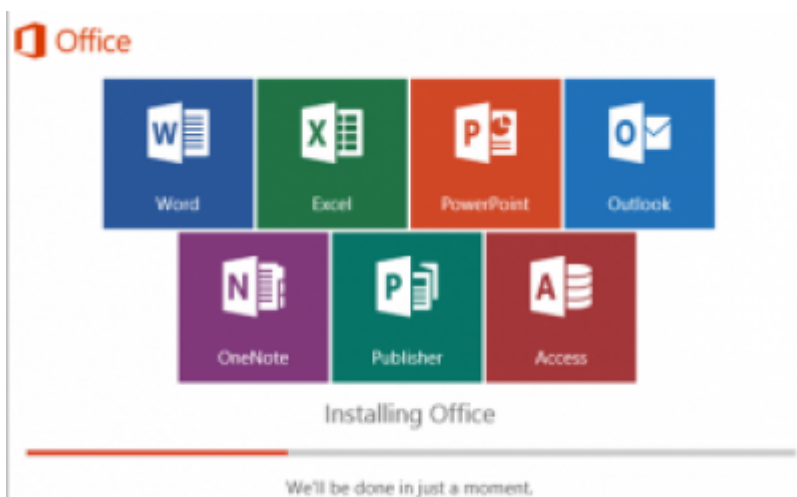 Office
W X P O
Word Excel PowerPoint Outlook
N P A
OneNote Publisher Access
Installing Office
We'll be done in just a moment.